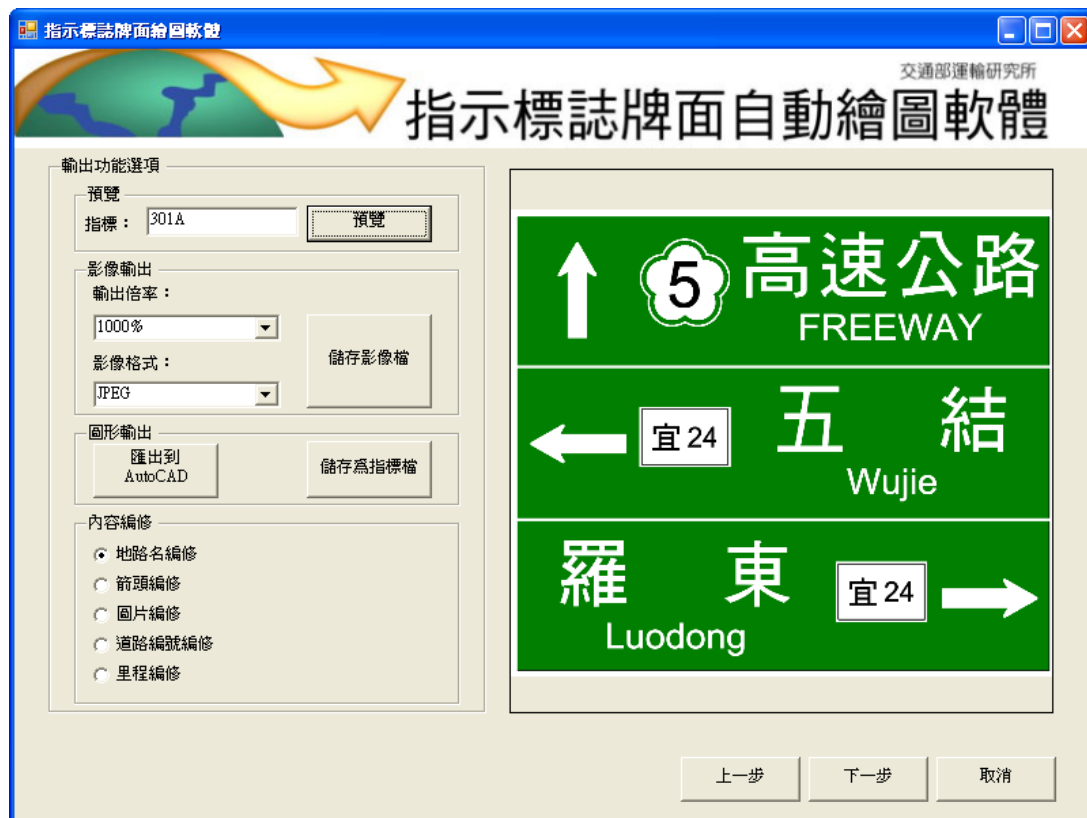 指示標誌牌面繪圖軟體
交通部運輸研究所
指示標誌牌面自動繪圖軟體
輸出功能選項
預覽
指標：
301A
預覽
影像輸出
輸出倍率：
1000%
影像格式：
JPEG
儲存影像檔
圖形輸出
匯出到
AutoCAD
儲存為指標檔
內容編修
地路名編修
箭頭編修
圖片編修
道路編號編修
里程編修
5
高速公路
FREEWAY
宜24
五結
Wujie
羅東
Luodong
宜24
上一步
下一步
取消